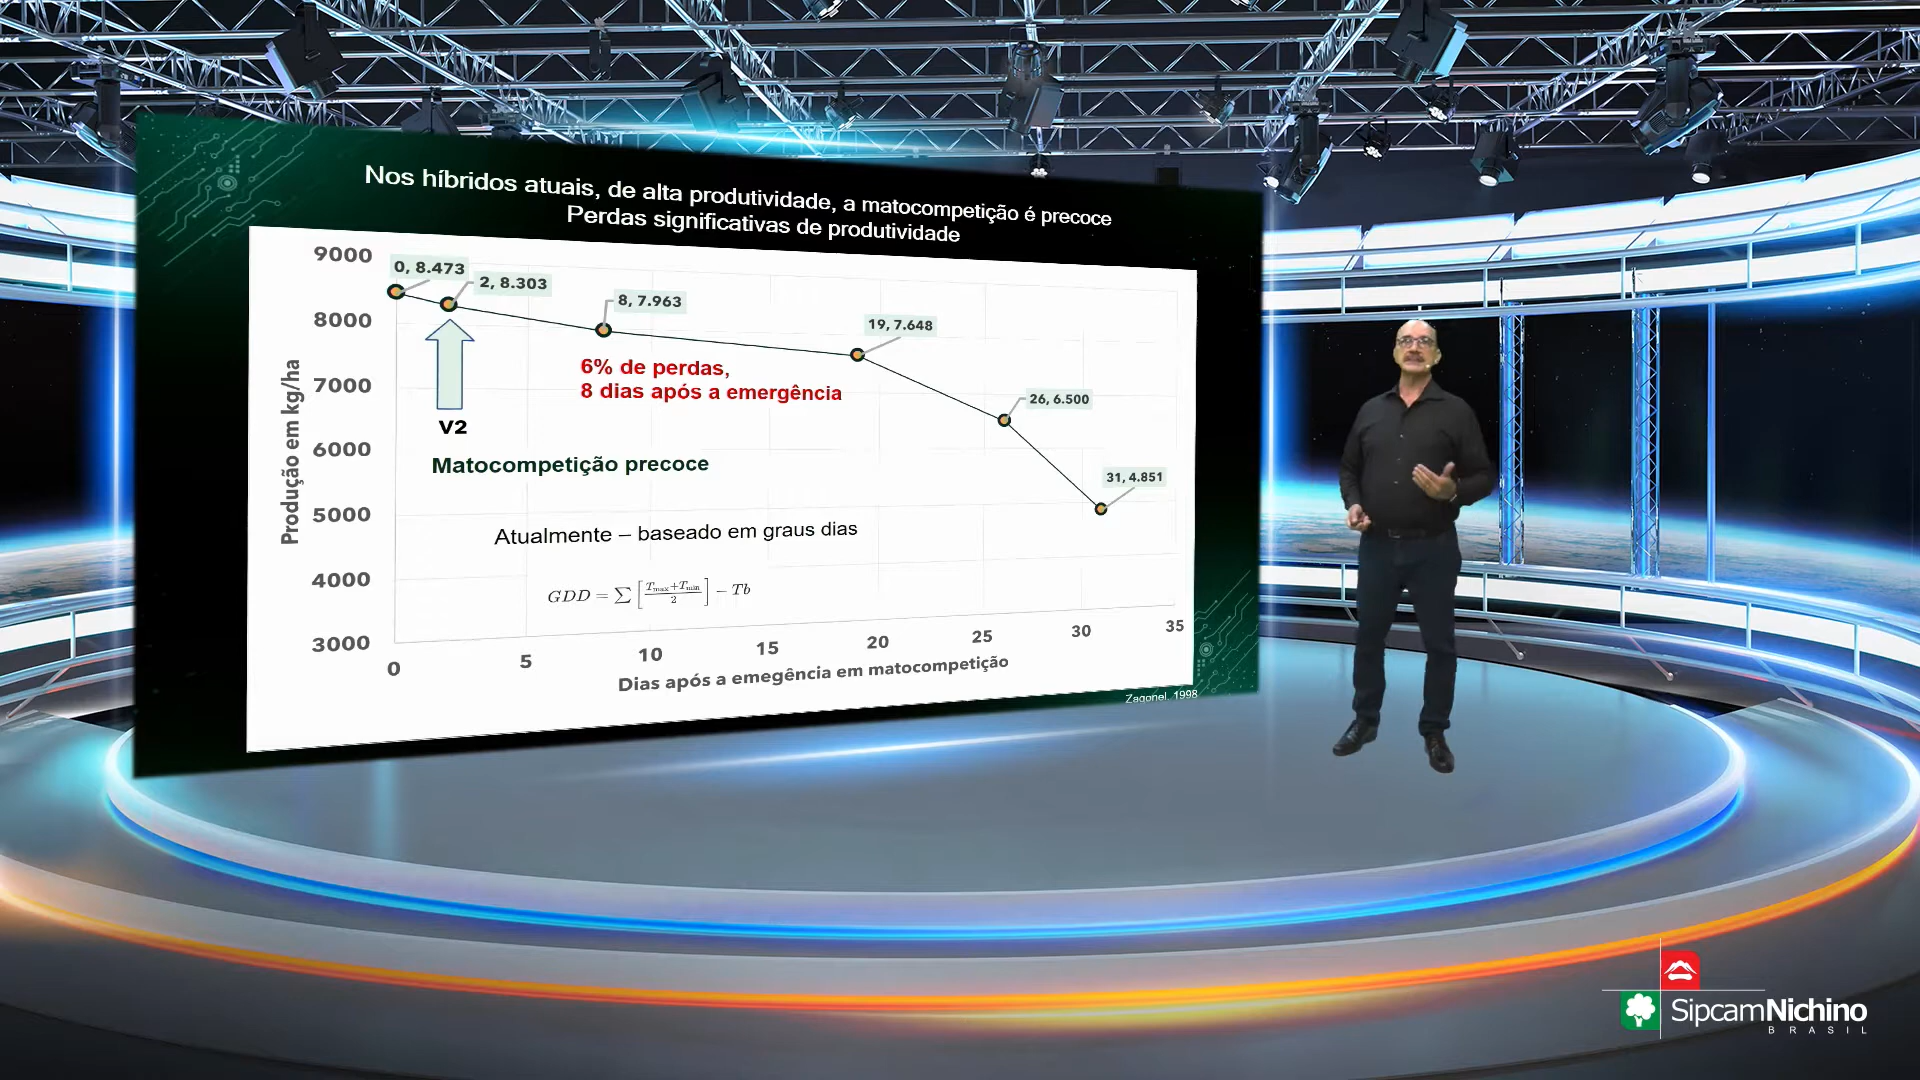 Nos híbridos atuais, de alta produtividade, a matocompetição é precoce
Perdas significativas de produtividade
9000
8000
7000
6000
5000
4000
3000
Produção em kg/ha
0, 8.473
2, 8.303
8, 7.963
19, 7.648
26, 6.500
31, 4.851
6% de perdas,
8 dias após a emergência
V2
Matocompetição precoce
Atualmente – baseado em graus dias
GDD = ∑ [Tmax+Tmin / 2] − Tb
0 5 10 15 20 25 30 35
Dias após a emegência em matocompetição
Zagonel, 1998
SipcamNichino
BRASIL